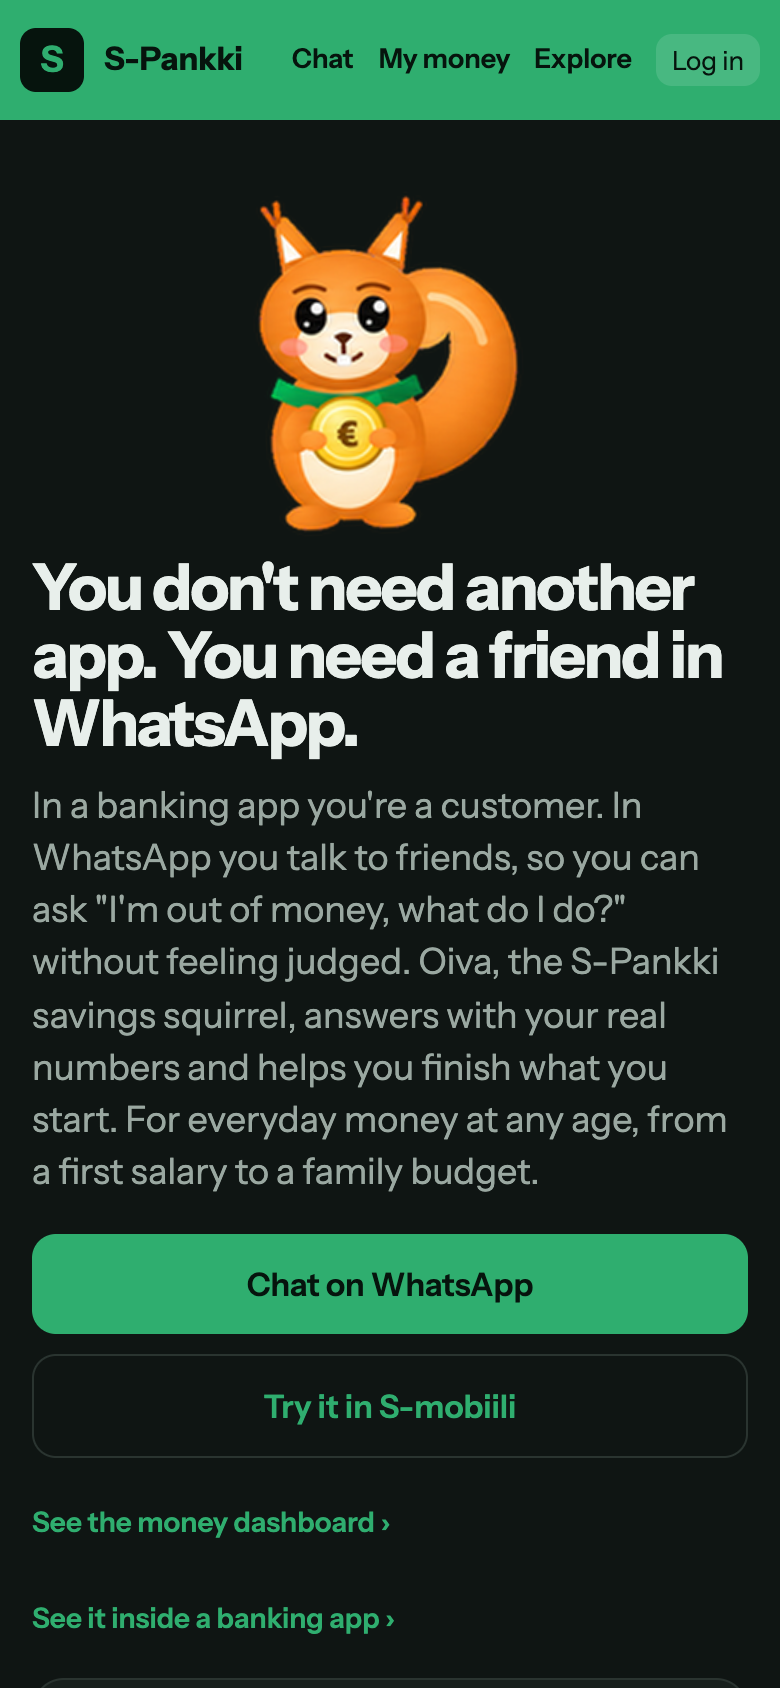 S
S-Pankki
Chat
My money
Explore
Log in
€
You don't need another
app. You need a friend in
WhatsApp.
In a banking app you're a customer. In
WhatsApp you talk to friends, so you can
ask "I'm out of money, what do I do?"
without feeling judged. Oiva, the S-Pankki
savings squirrel, answers with your real
numbers and helps you finish what you
start. For everyday money at any age, from
a first salary to a family budget.
Chat on WhatsApp
Try it in S-mobiili
See the money dashboard ›
See it inside a banking app ›